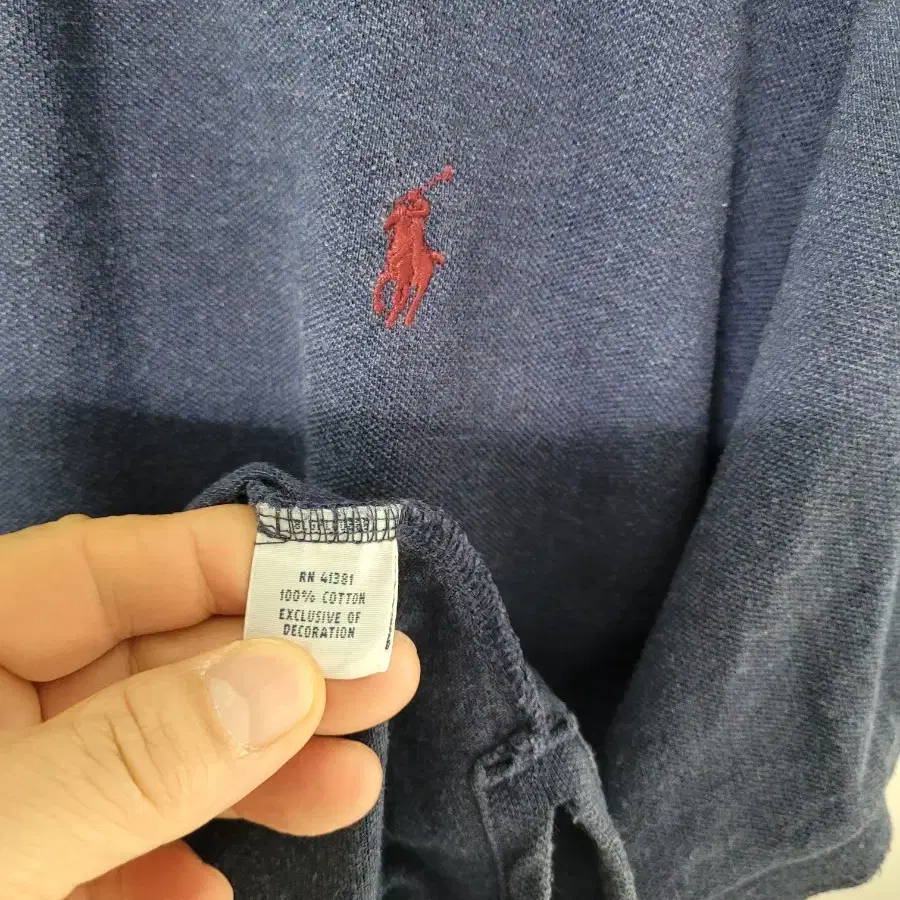 RN 41381
100% COTTON
EXCLUSIVE OF
DECORATION